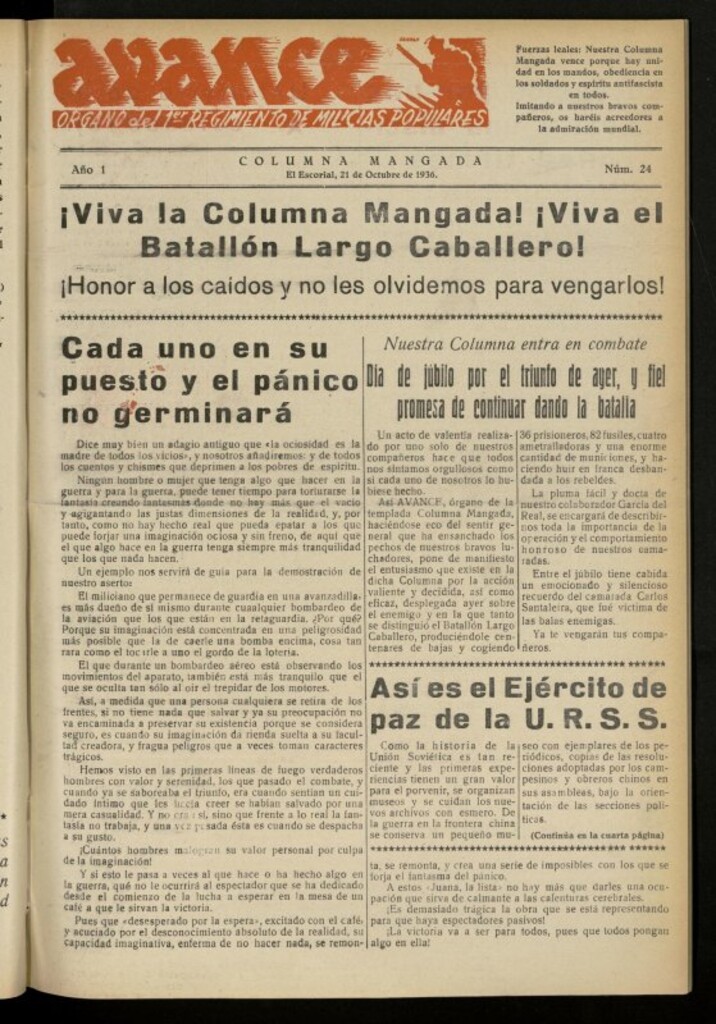 avance
ORGANO del 1er REGIMIENTO DE MILICIAS POPULARES
Fuerzas leales: Nuestra Columna
Mangada vence porque hay uni-
dad en los mandos, obediencia en
los soldados y espíritu antifascista
en todos.
Imitando a nuestros bravos com-
pañeros, os haréis acreedores a
la admiración mundial.
Año 1
COLUMNA MANGADA
El Escorial, 21 de Octubre de 1936.
Núm. 24
¡Viva la Columna Mangada! ¡Viva el
Batallón Largo Caballero!
¡Honor a los caídos y no les olvidemos para vengarlos!
Cada uno en su
puesto y el pánico
no germinará
Dice muy bien un adagio antiguo que «la ociosidad es la
madre de todos los vicios», y nosotros añadiremos: y de todos
los cuentos y chismes que deprimen a los pobres de espíritu.
Ningún hombre o mujer que tenga algo que hacer en la
guerra y para la guerra, puede tener tiempo para torturarse la
fantasía creando fantasmas donde no hay más que el vacío
y agigantando las justas dimensiones de la realidad, y, por
tanto, como no hay hecho real que pueda epatar a los que
puede forjar una imaginación ociosa y sin freno, de aquí que
el que algo hace en la guerra tenga siempre más tranquilidad
que los que nada hacen.
Un ejemplo nos servirá de guía para la demostración de
nuestro aserto:
El miliciano que permanece de guardia en una avanzadilla,
es más dueño de sí mismo durante cuaalquier bombardeo de
la aviación que los que están en la retaguardia. ¿Por qué?
Porque su imaginación está concentrada en una peligrosidad
más posible que la de caerle una bomba encima, cosa tan
rara como el tocarle a uno el gordo de la lotería.
El que durante un bombardeo aéreo está observando los
movimientos del aparato, también está más tranquilo que el
que se oculta tan sólo al oir el trepidar de los motores.
Así, a medida que una persona cualquiera se retira de los
frentes, si no tiene nada que salvar y ya su preocupación no
va encaminada a preservar su existencia porque se considera
seguro, es cuando su imaginación da rienda suelta a su facul-
tad creadora, y fragua peligros que a veces toman caracteres
trágicos.
Hemos visto en las primeras líneas de fuego verdaderos
hombres con valor y serenidad, los que pasado el combate, y
cuando ya se saboreaba el triunfo, era cuando sentían un cui-
dado íntimo que les hacía creer se habían salvado por una
mera casualidad. Y no era así, sino que frente a lo real la fan-
tasía no trabaja, y una vez pasada ésta es cuando se despacha
a su gusto.
¡Cuántos hombres malogran su valor personal por culpa
de la imaginación!
Y si esto le pasa a veces al que hace o ha hecho algo en
la guerra, qué no le ocurrirá al espectador que se ha dedicado
desde el comienzo de la lucha a esperar en la mesa de un
café a que le sirvan la victoria.
Pues que «desesperado por la espera», excitado con el café,
y acuciado por el desconocimiento absoluto de la realidad, su
capacidad imaginativa, enferma de no hacer nada, se remon-
Nuestra Columna entra en combate
Día de júbilo por el triunfo de ayer, y fiel
promesa de continuar dando la batalla
Un acto de valentía realiza-
do por uno solo de nuestros
compañeros hace que todos
nos sintamos orgullosos como
si cada uno de nosotros lo hu-
biese hecho.
Así AVANCE, órgano de la
templada Columna Mangada,
haciéndose eco del sentir ge-
neral que ha ensanchado los
pechos de nuestros bravos lu-
chadores, pone de manifiesto
el entusiasmo que existe en la
dicha Columna por la acción
valiente y decidida, así como
eficaz, desplegada ayer sobre
el enemigo y en la que tanto
se distinguió el Batallón Largo
Caballero, produciéndole cen-
tenares de bajas y cogiendo
36 prisioneros, 82 fusiles, cuatro
ametralladoras y una enorme
cantidad de municiones, y ha-
ciendo huir en franca desban-
dada a los rebeldes.
La pluma fácil y docta de
nuestro colaborador García del
Real, se encargará de describir-
nos toda la importancia de la
operación y el comportamiento
honroso de nuestros cama-
radas.
Entre el júbilo tiene cabida
un emocionado y silencioso
recuerdo del camarada Carlos
Santaleira, que fué víctima de
las balas enemigas.
Ya te vengarán tus compa-
ñeros.
Así es el Ejército de
paz de la U. R. S. S.
Como la historia de la
Unión Soviética es tan re-
ciente y las primeras expe-
riencias tienen un gran valor
para el porvenir, se organizan
museos y se cuidan los nue-
vos archivos con esmero. De
la guerra en la frontera china
se conserva un pequeño mu-
seo con ejemplares de los pe-
riódicos, copias de las resolu-
ciones adoptadas por los cam-
pesinos y obreros chinos en
sus asambleas, bajo la orien-
tación de las secciones polí-
ticas.
(Continúa en la cuarta página)
ta, se remonta, y crea una serie de imposibles con los que se
forja el fantasma del pánico.
A estos «Juana, la lista» no hay más que darles una ocu-
pación que sirva de calmante a las calenturas cerebrales.
¡Es demasiado trágica la obra que se está representando
para que haya espectadores pasivos!
¡La victoria va a ser para todos, pues que todos pongan
algo en ella!